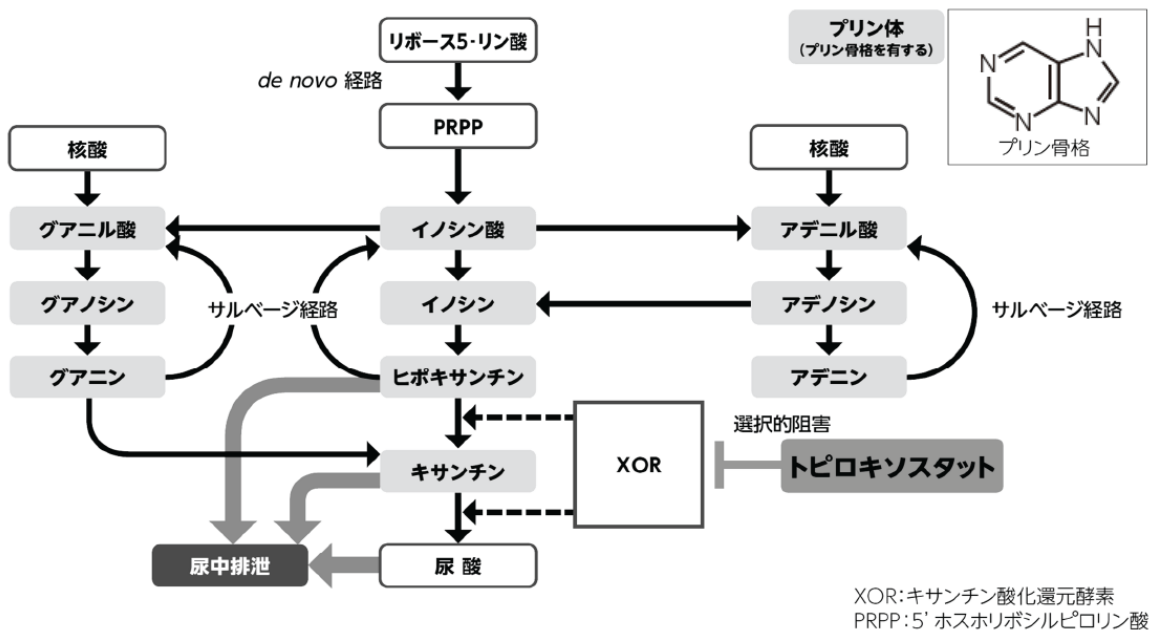 リボース5-リン酸
プリン体
(プリン骨格を有する)
H
N
N
N
N
プリン骨格
de novo 経路
PRPP
核酸
核酸
グアニル酸
イノシン酸
アデニル酸
グアノシン
サルベージ経路
イノシン
アデノシン
サルベージ経路
グアニン
ヒポキサンチン
アデニン
選択的阻害
キサンチン
XOR
トピロキソスタット
尿中排泄
尿 酸
XOR:キサンチン酸化還元酵素
PRPP:5' ホスホリボシルピロリン酸